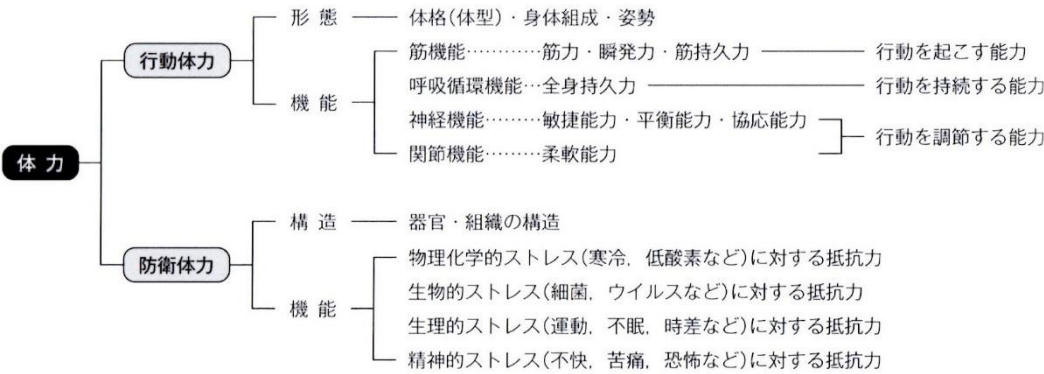 形 態 体格(体型)・身体組成・姿勢
行動体力
筋機能…………筋力・瞬発力・筋持久力 行動を起こす能力
呼吸循環機能…全身持久力 行動を持続する能力
機 能
神経機能………敏捷能力・平衡能力・協応能力
行動を調節する能力
関節機能………柔軟能力
体 力
構 造 器官・組織の構造
防衛体力
物理化学的ストレス(寒冷, 低酸素など)に対する抵抗力
生物的ストレス(細菌, ウイルスなど)に対する抵抗力
機 能
生理的ストレス(運動, 不眠, 時差など)に対する抵抗力
精神的ストレス(不快, 苦痛, 恐怖など)に対する抵抗力